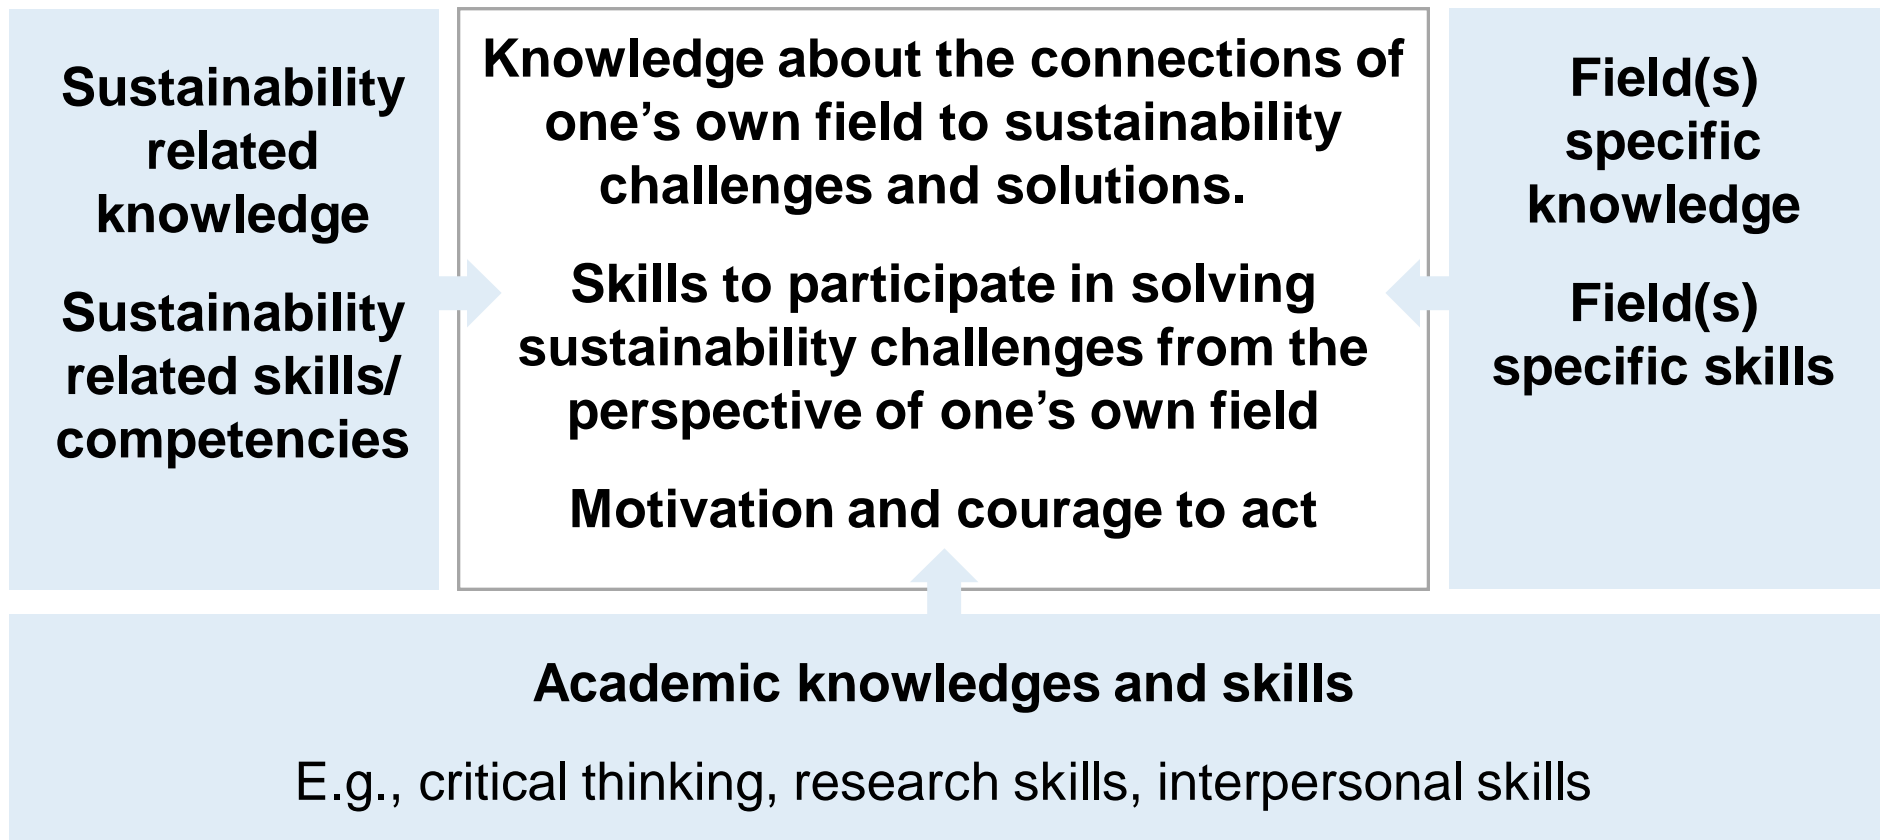 Sustainability
related
knowledge
Sustainability
related skills/
competencies
Knowledge about the connections of
one’s own field to sustainability
challenges and solutions.
Skills to participate in solving
sustainability challenges from the
perspective of one’s own field
Motivation and courage to act
Field(s)
specific
knowledge
Field(s)
specific skills
Academic knowledges and skills
E.g., critical thinking, research skills, interpersonal skills